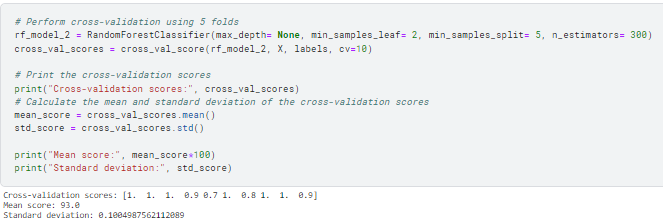 # Perform cross-validation using 5 folds
rf_model_2 = RandomForestClassifier(max_depth= None, min_samples_leaf= 2, min_samples_split= 5, n_estimators= 300)
cross_val_scores = cross_val_score(rf_model_2, X, labels, cv=10)
# Print the cross-validation scores
print("Cross-validation scores:", cross_val_scores)
# Calculate the mean and standard deviation of the cross-validation scores
mean_score = cross_val_scores.mean()
std_score = cross_val_scores.std()
print("Mean score:", mean_score*100)
print("Standard deviation:", std_score)
Cross-validation scores: [1.  1.  1.  0.9 0.7 1.  0.8 1.  1.  0.9]
Mean score: 93.0
Standard deviation: 0.1004987562112089